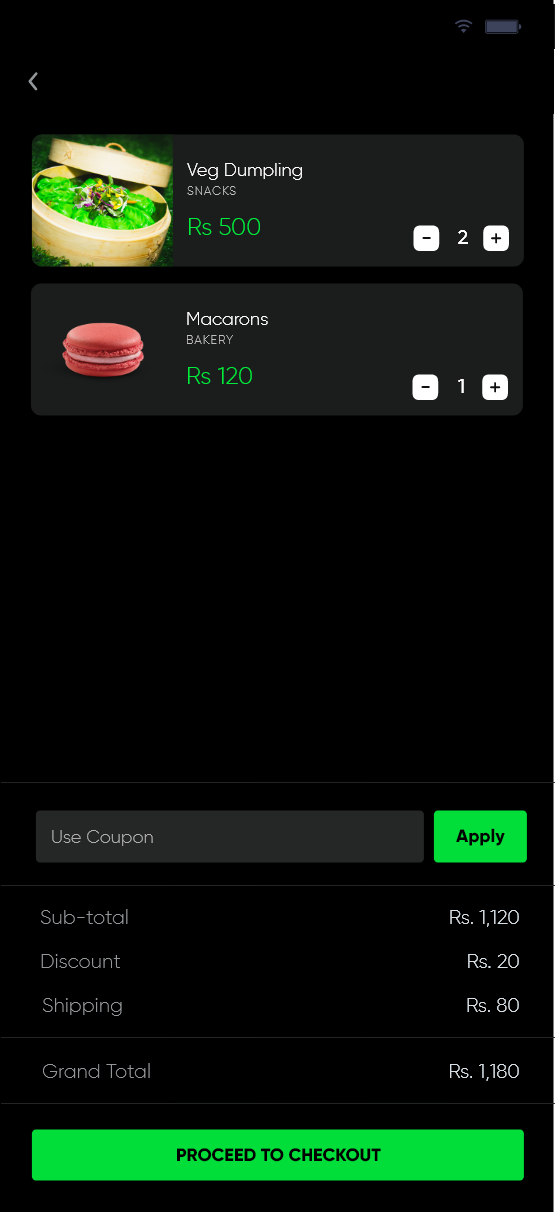 Veg Dumpling
SNACKS
Rs 500
- 2 +
Macarons
BAKERY
Rs 120
- 1 +
Use Coupon
Apply
Sub-total Rs. 1,120
Discount Rs. 20
Shipping Rs. 80
Grand Total Rs. 1,180
PROCEED TO CHECKOUT